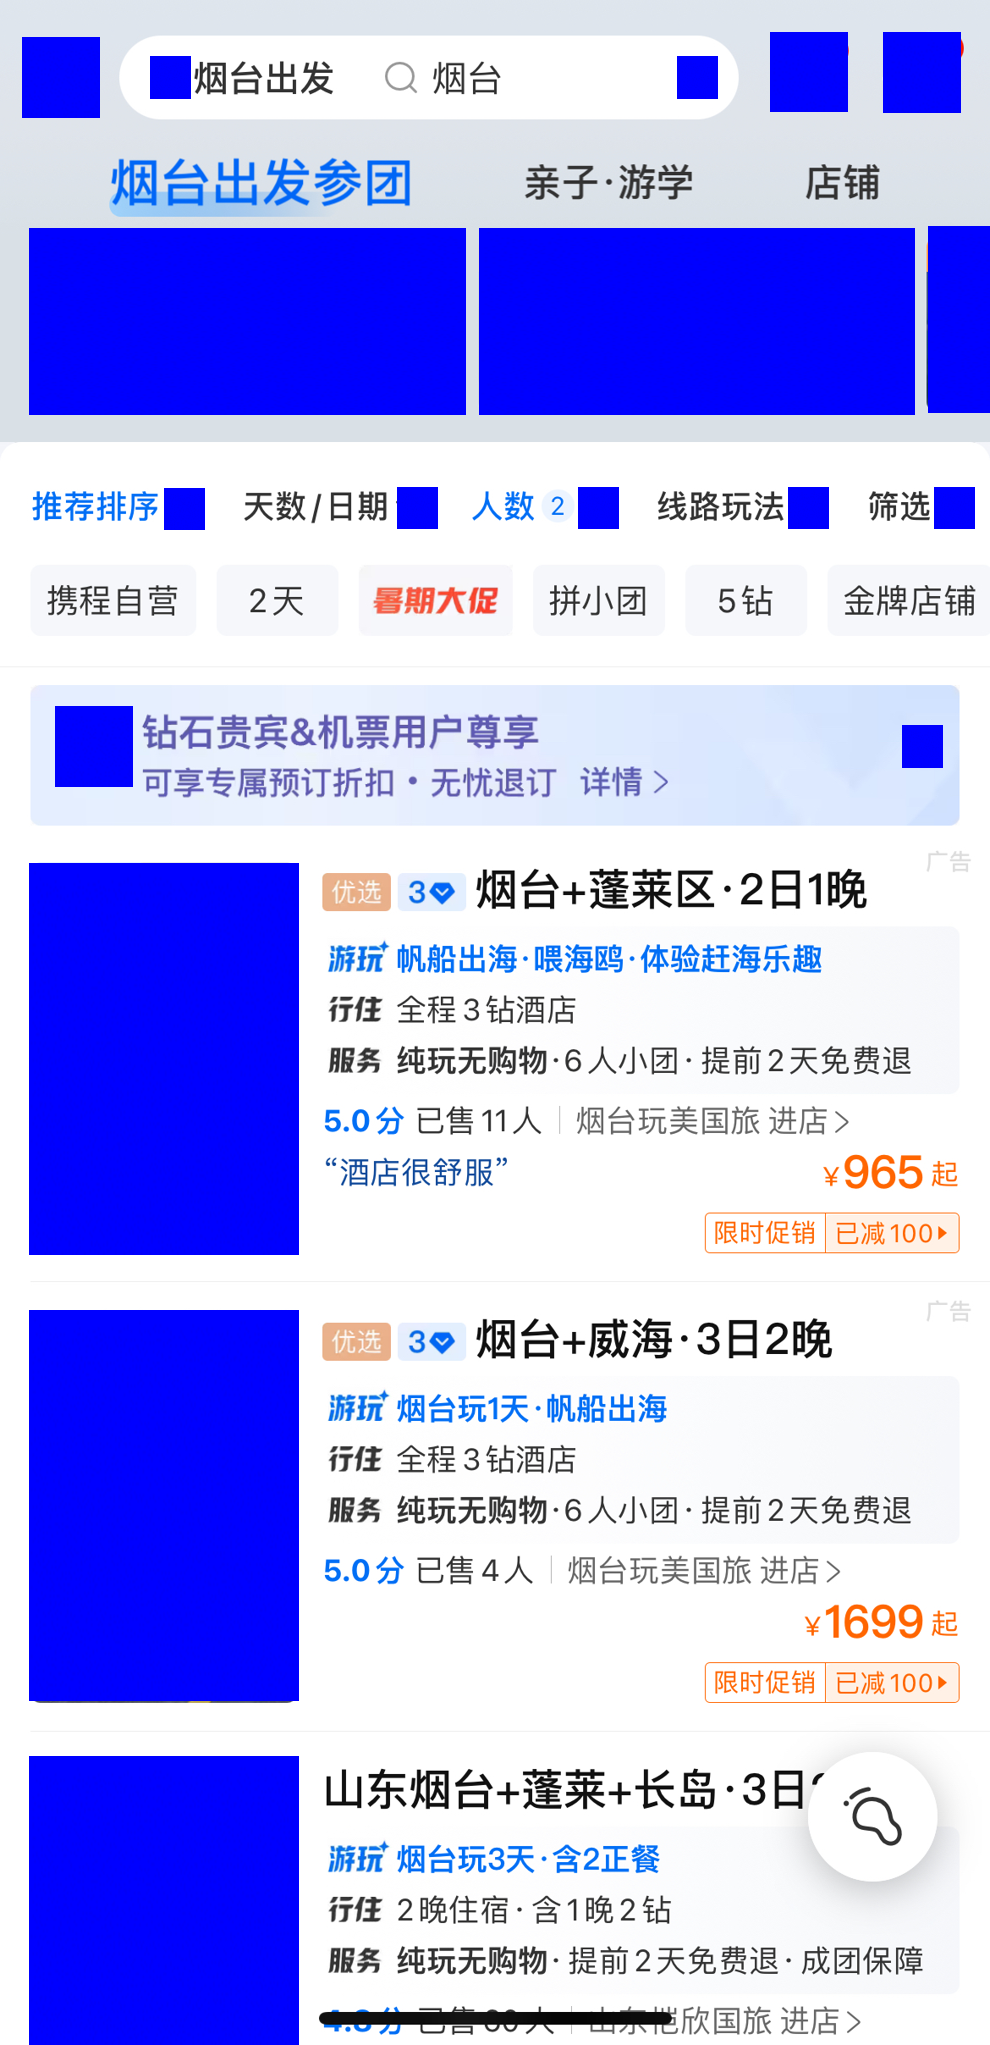 烟台出发 烟台
烟台出发参团 亲子·游学 店铺
推荐排序 天数/日期 人数 2 线路玩法 筛选
携程自营 2天 暑期大促 拼小团 5钻 金牌店铺
钻石贵宾&机票用户尊享
可享专属预订折扣·无忧退订 详情>
广告
优选 3 烟台+蓬莱区·2日1晚
游玩 帆船出海·喂海鸥·体验赶海乐趣
行住 全程3钻酒店
服务 纯玩无购物·6人小团·提前2天免费退
5.0分 已售11人 烟台玩美国旅 进店>
“酒店很舒服”
¥965起
限时促销 已减100
广告
优选 3 烟台+威海·3日2晚
游玩 烟台玩1天·帆船出海
行住 全程3钻酒店
服务 纯玩无购物·6人小团·提前2天免费退
5.0分 已售4人 烟台玩美国旅 进店>
¥1699起
限时促销 已减100
山东烟台+蓬莱+长岛·3日
游玩 烟台玩3天·含2正餐
行住 2晚住宿·含1晚2钻
服务 纯玩无购物·提前2天免费退·成团保障
已售 人 山东恺欣国旅 进店>